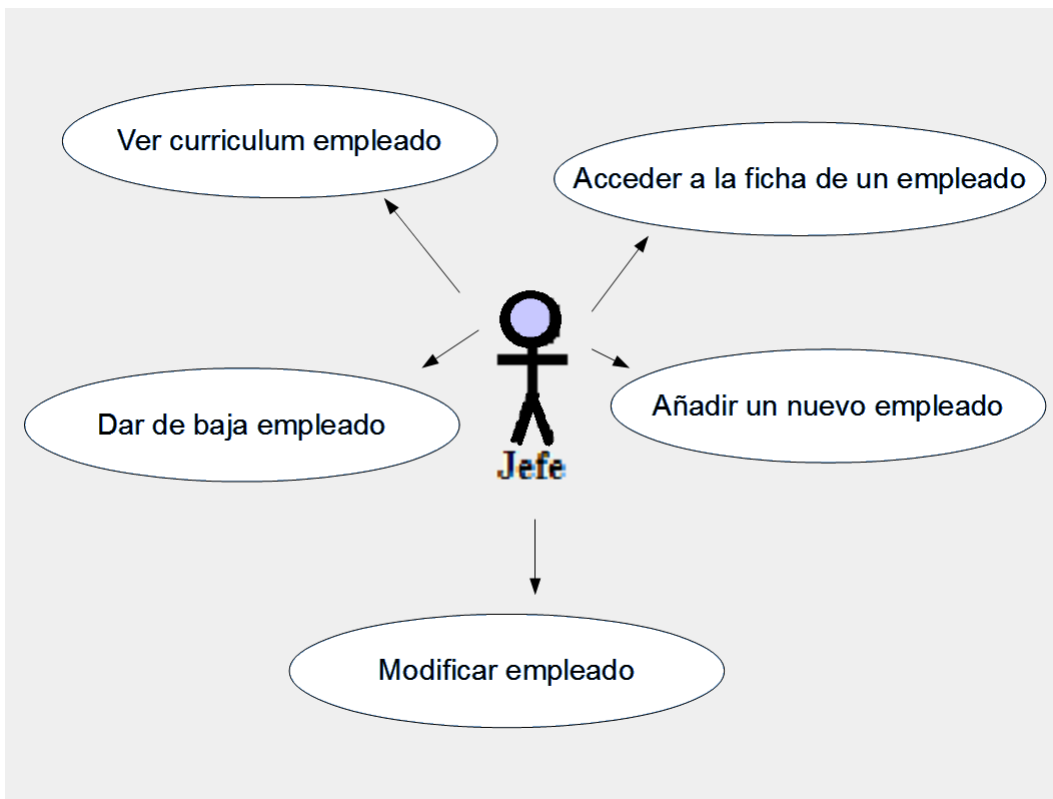 Ver curriculum empleado
Acceder a la ficha de un empleado
Dar de baja empleado
Añadir un nuevo empleado
Jefe
Modificar empleado